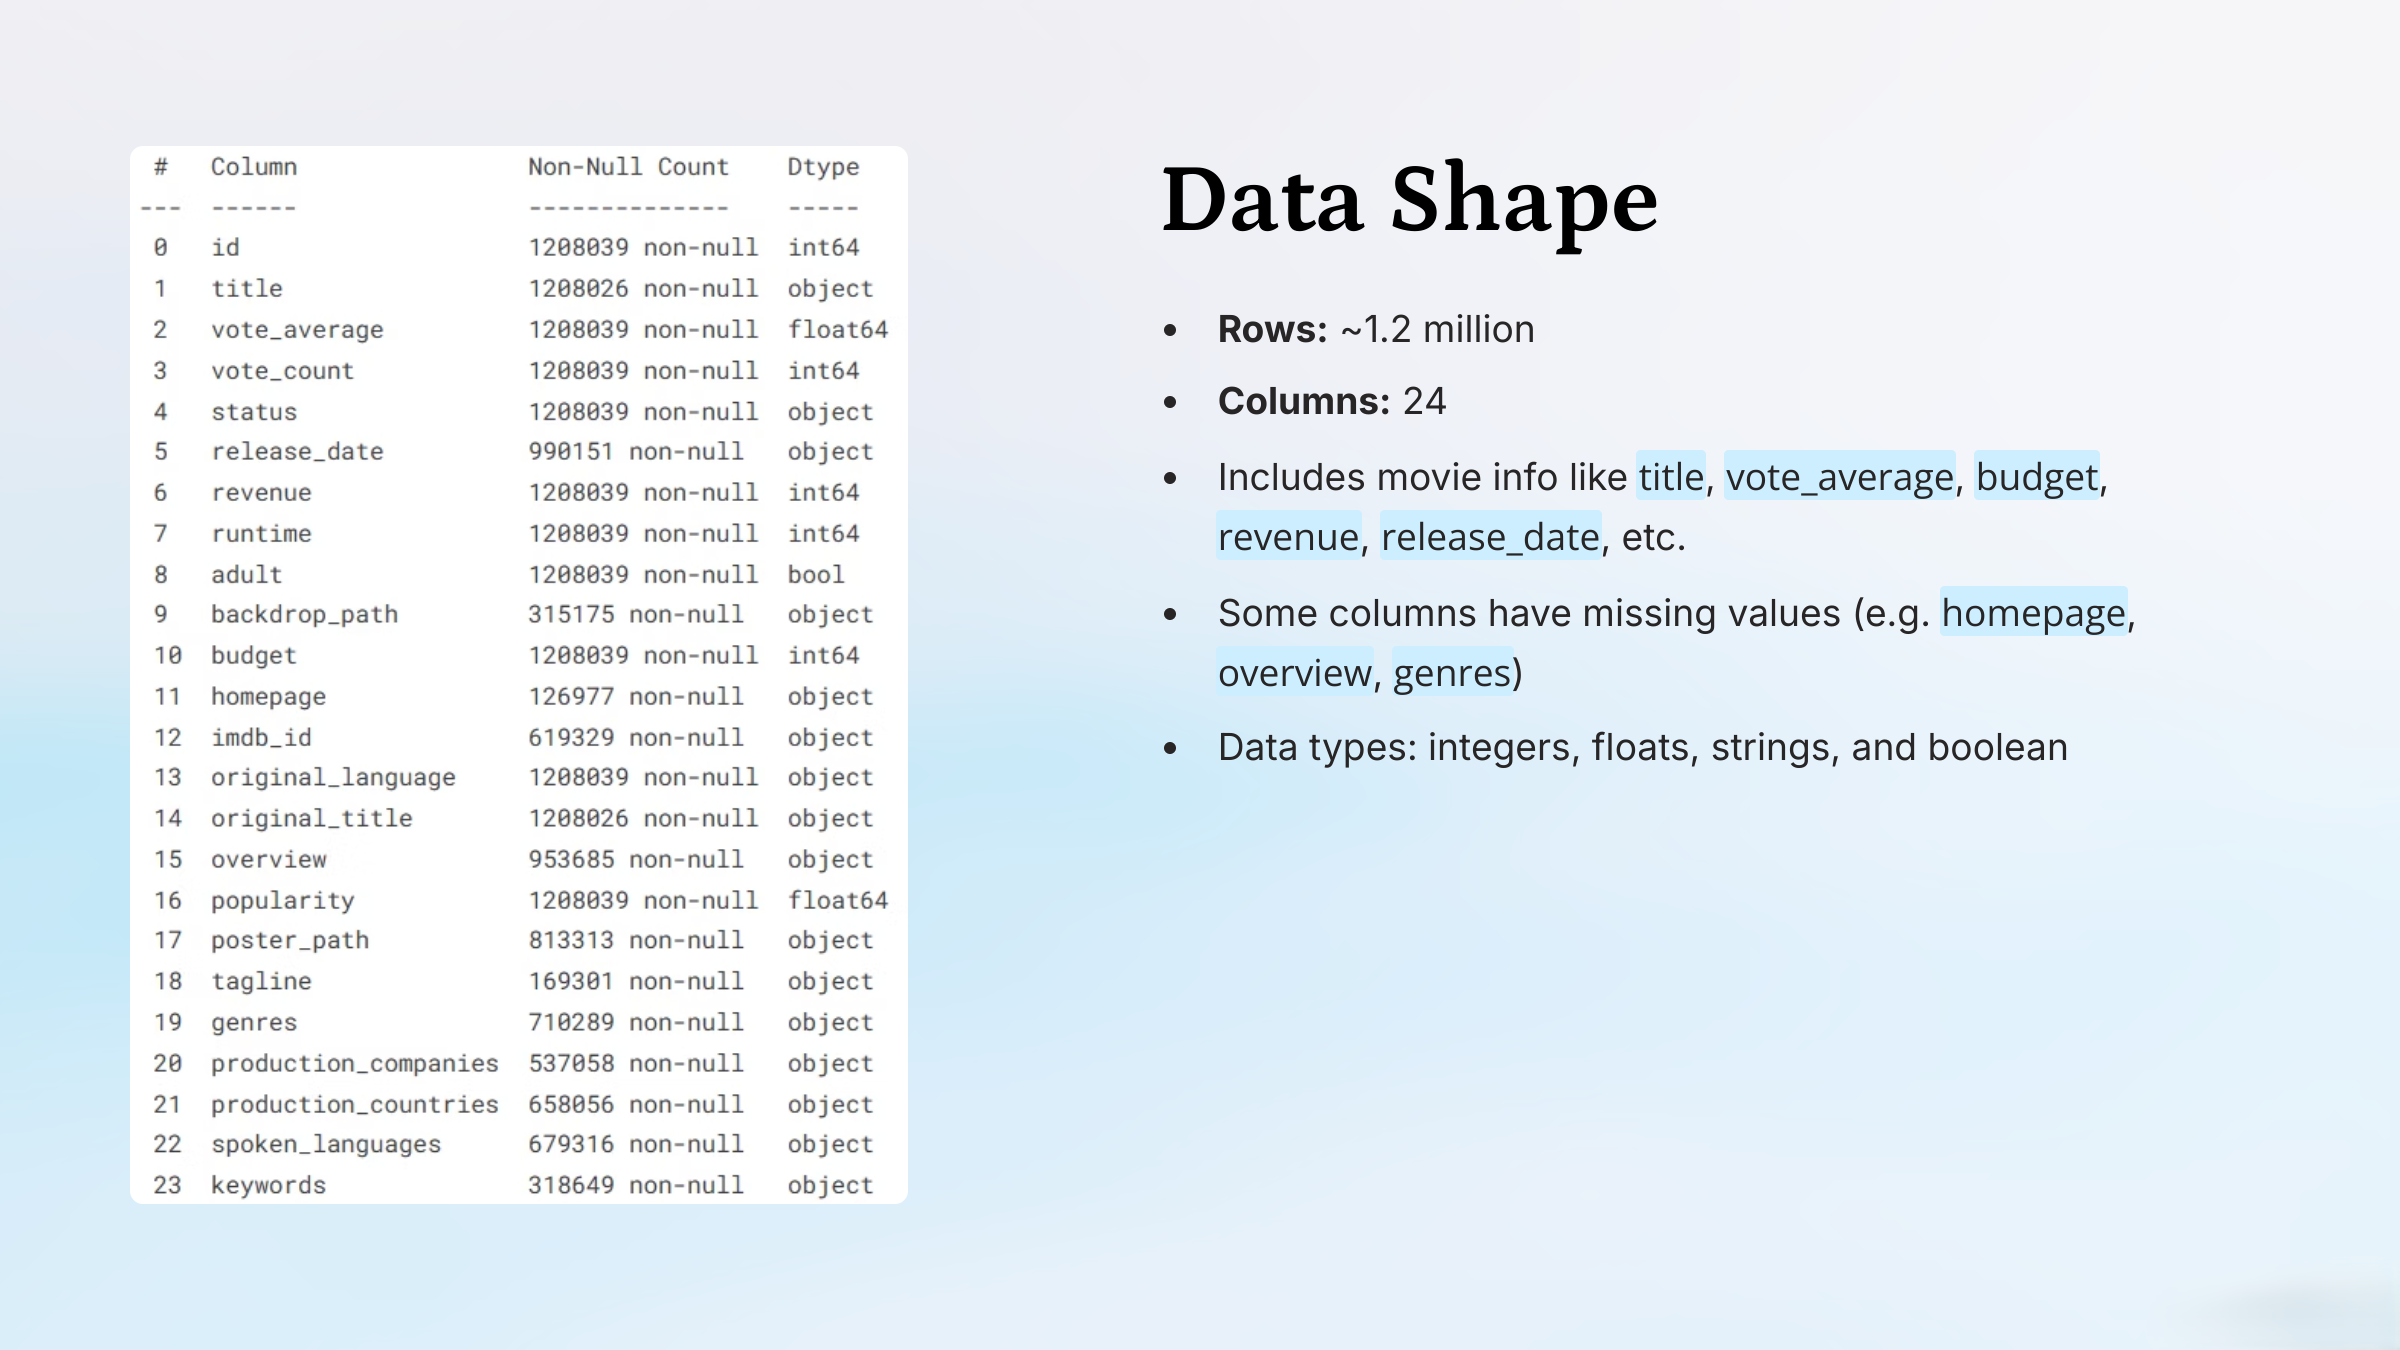 #   Column                Non-Null Count    Dtype
---  ------                --------------    -----
0   id                    1208039 non-null  int64
1   title                 1208026 non-null  object
2   vote_average          1208039 non-null  float64
3   vote_count            1208039 non-null  int64
4   status                1208039 non-null  object
5   release_date          990151 non-null   object
6   revenue               1208039 non-null  int64
7   runtime               1208039 non-null  int64
8   adult                 1208039 non-null  bool
9   backdrop_path         315175 non-null   object
10  budget                1208039 non-null  int64
11  homepage              126977 non-null   object
12  imdb_id               619329 non-null   object
13  original_language     1208039 non-null  object
14  original_title        1208026 non-null  object
15  overview              953685 non-null   object
16  popularity            1208039 non-null  float64
17  poster_path           813313 non-null   object
18  tagline               169301 non-null   object
19  genres                710289 non-null   object
20  production_companies  537058 non-null   object
21  production_countries  658056 non-null   object
22  spoken_languages      679316 non-null   object
23  keywords              318649 non-null   object
Data Shape
• Rows: ~1.2 million
• Columns: 24
• Includes movie info like title, vote_average, budget,
revenue, release_date, etc.
• Some columns have missing values (e.g. homepage,
overview, genres)
• Data types: integers, floats, strings, and boolean